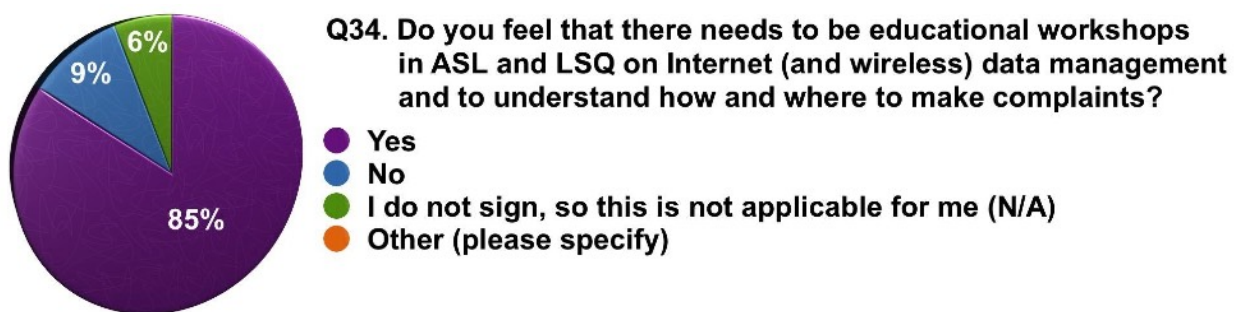 6%
9%
85%
Q34. Do you feel that there needs to be educational workshops
in ASL and LSQ on Internet (and wireless) data management
and to understand how and where to make complaints?
Yes
No
I do not sign, so this is not applicable for me (N/A)
Other (please specify)